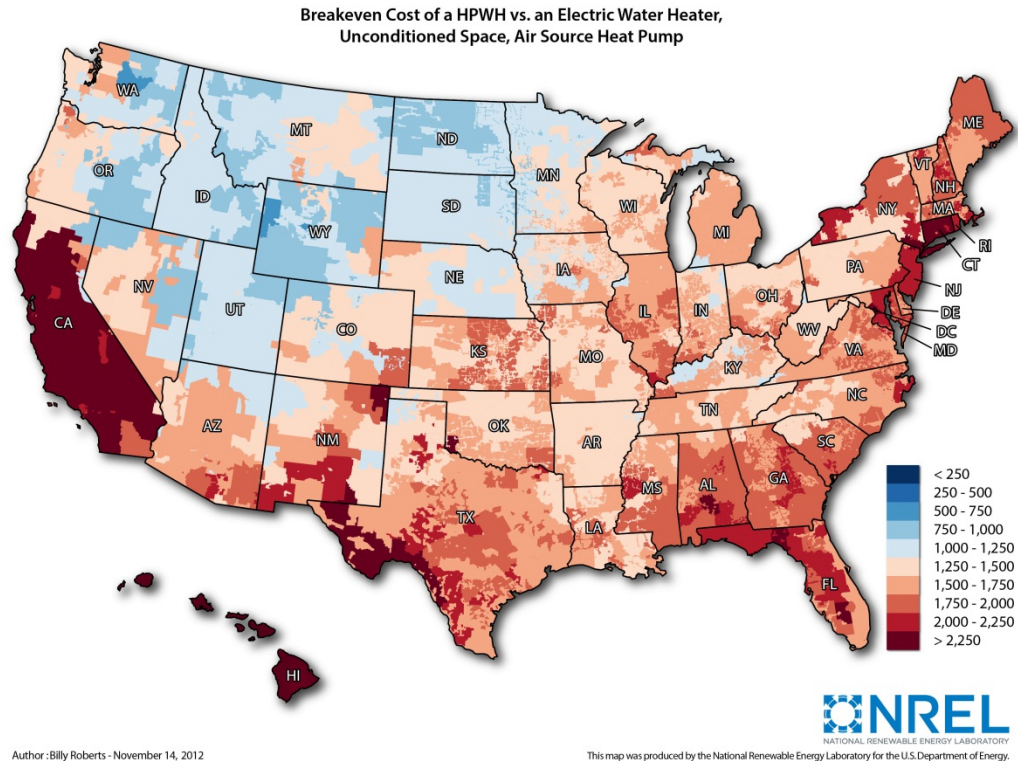 Breakeven Cost of a HPWH vs. an Electric Water Heater,
Unconditioned Space, Air Source Heat Pump
WA
MT
ND
MN
ME
VT
NH
OR
ID
SD
WI
MI
NY
MA
WY
RI
CT
NE
IA
PA
NJ
NV
UT
CO
IL
IN
OH
DE
DC
MD
CA
KS
MO
WV
VA
KY
AZ
NM
OK
AR
TN
NC
SC
TX
LA
MS
AL
GA
FL
HI
< 250
250 - 500
500 - 750
750 - 1,000
1,000 - 1,250
1,250 - 1,500
1,500 - 1,750
1,750 - 2,000
2,000 - 2,250
> 2,250
NREL
NATIONAL RENEWABLE ENERGY LABORATORY
Author : Billy Roberts - November 14, 2012
This map was produced by the National Renewable Energy Laboratory for the U.S. Department of Energy.